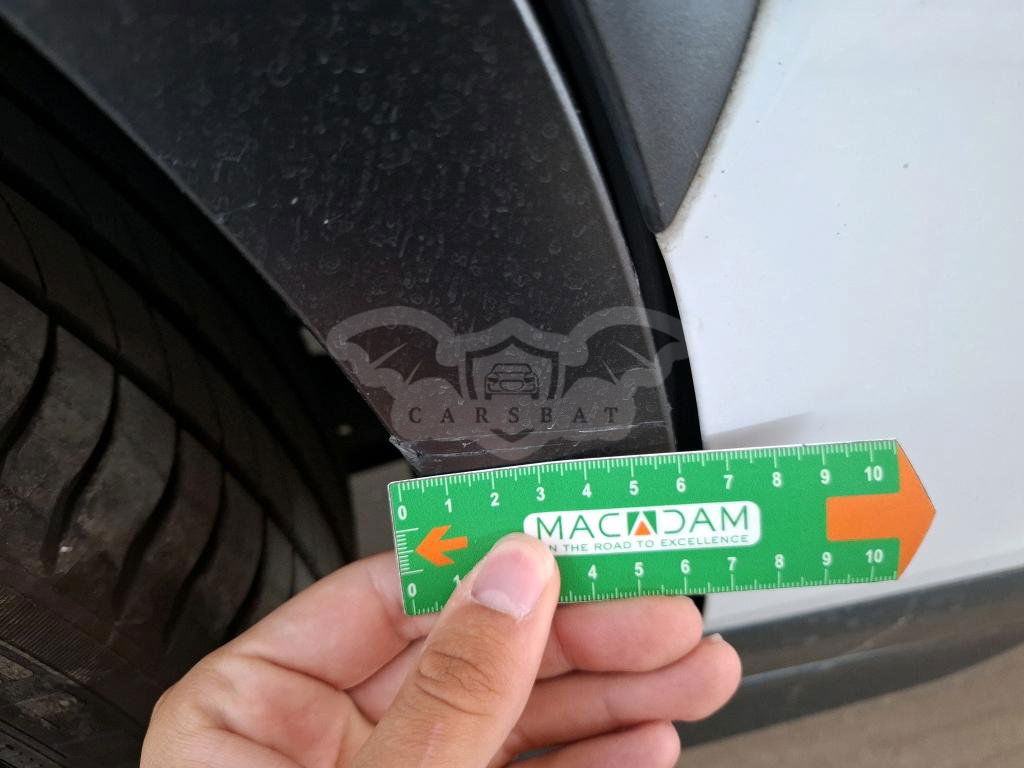 CARSBAT
0 1 2 3 4 5 6 7 8 9 10
MACADAM
N THE ROAD TO EXCELLENCE
0 1 4 5 6 7 8 9 10